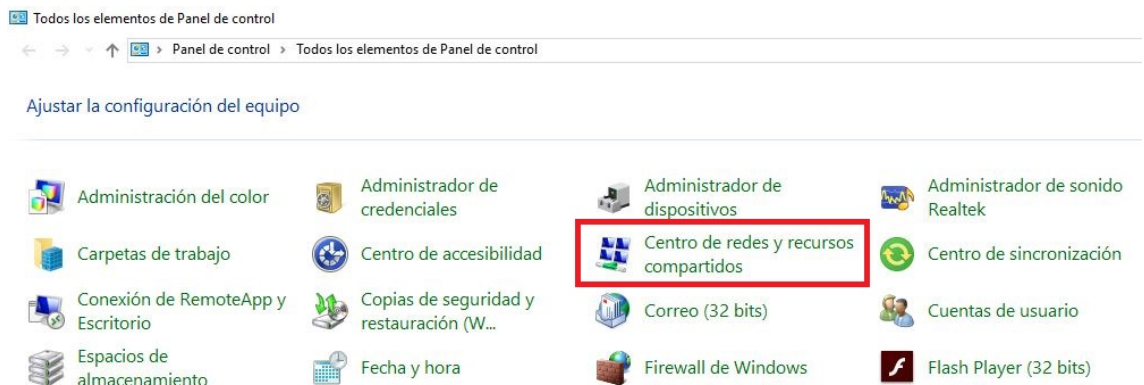 Todos los elementos de Panel de control
Panel de control > Todos los elementos de Panel de control
Ajustar la configuración del equipo
Administración del color
Administrador de
credenciales
Administrador de
dispositivos
Administrador de sonido
Realtek
Carpetas de trabajo
Centro de accesibilidad
Centro de redes y recursos
compartidos
Centro de sincronización
Conexión de RemoteApp y
Escritorio
Copias de seguridad y
restauración (W...
Correo (32 bits)
Cuentas de usuario
Espacios de
almacenamiento
Fecha y hora
Firewall de Windows
Flash Player (32 bits)